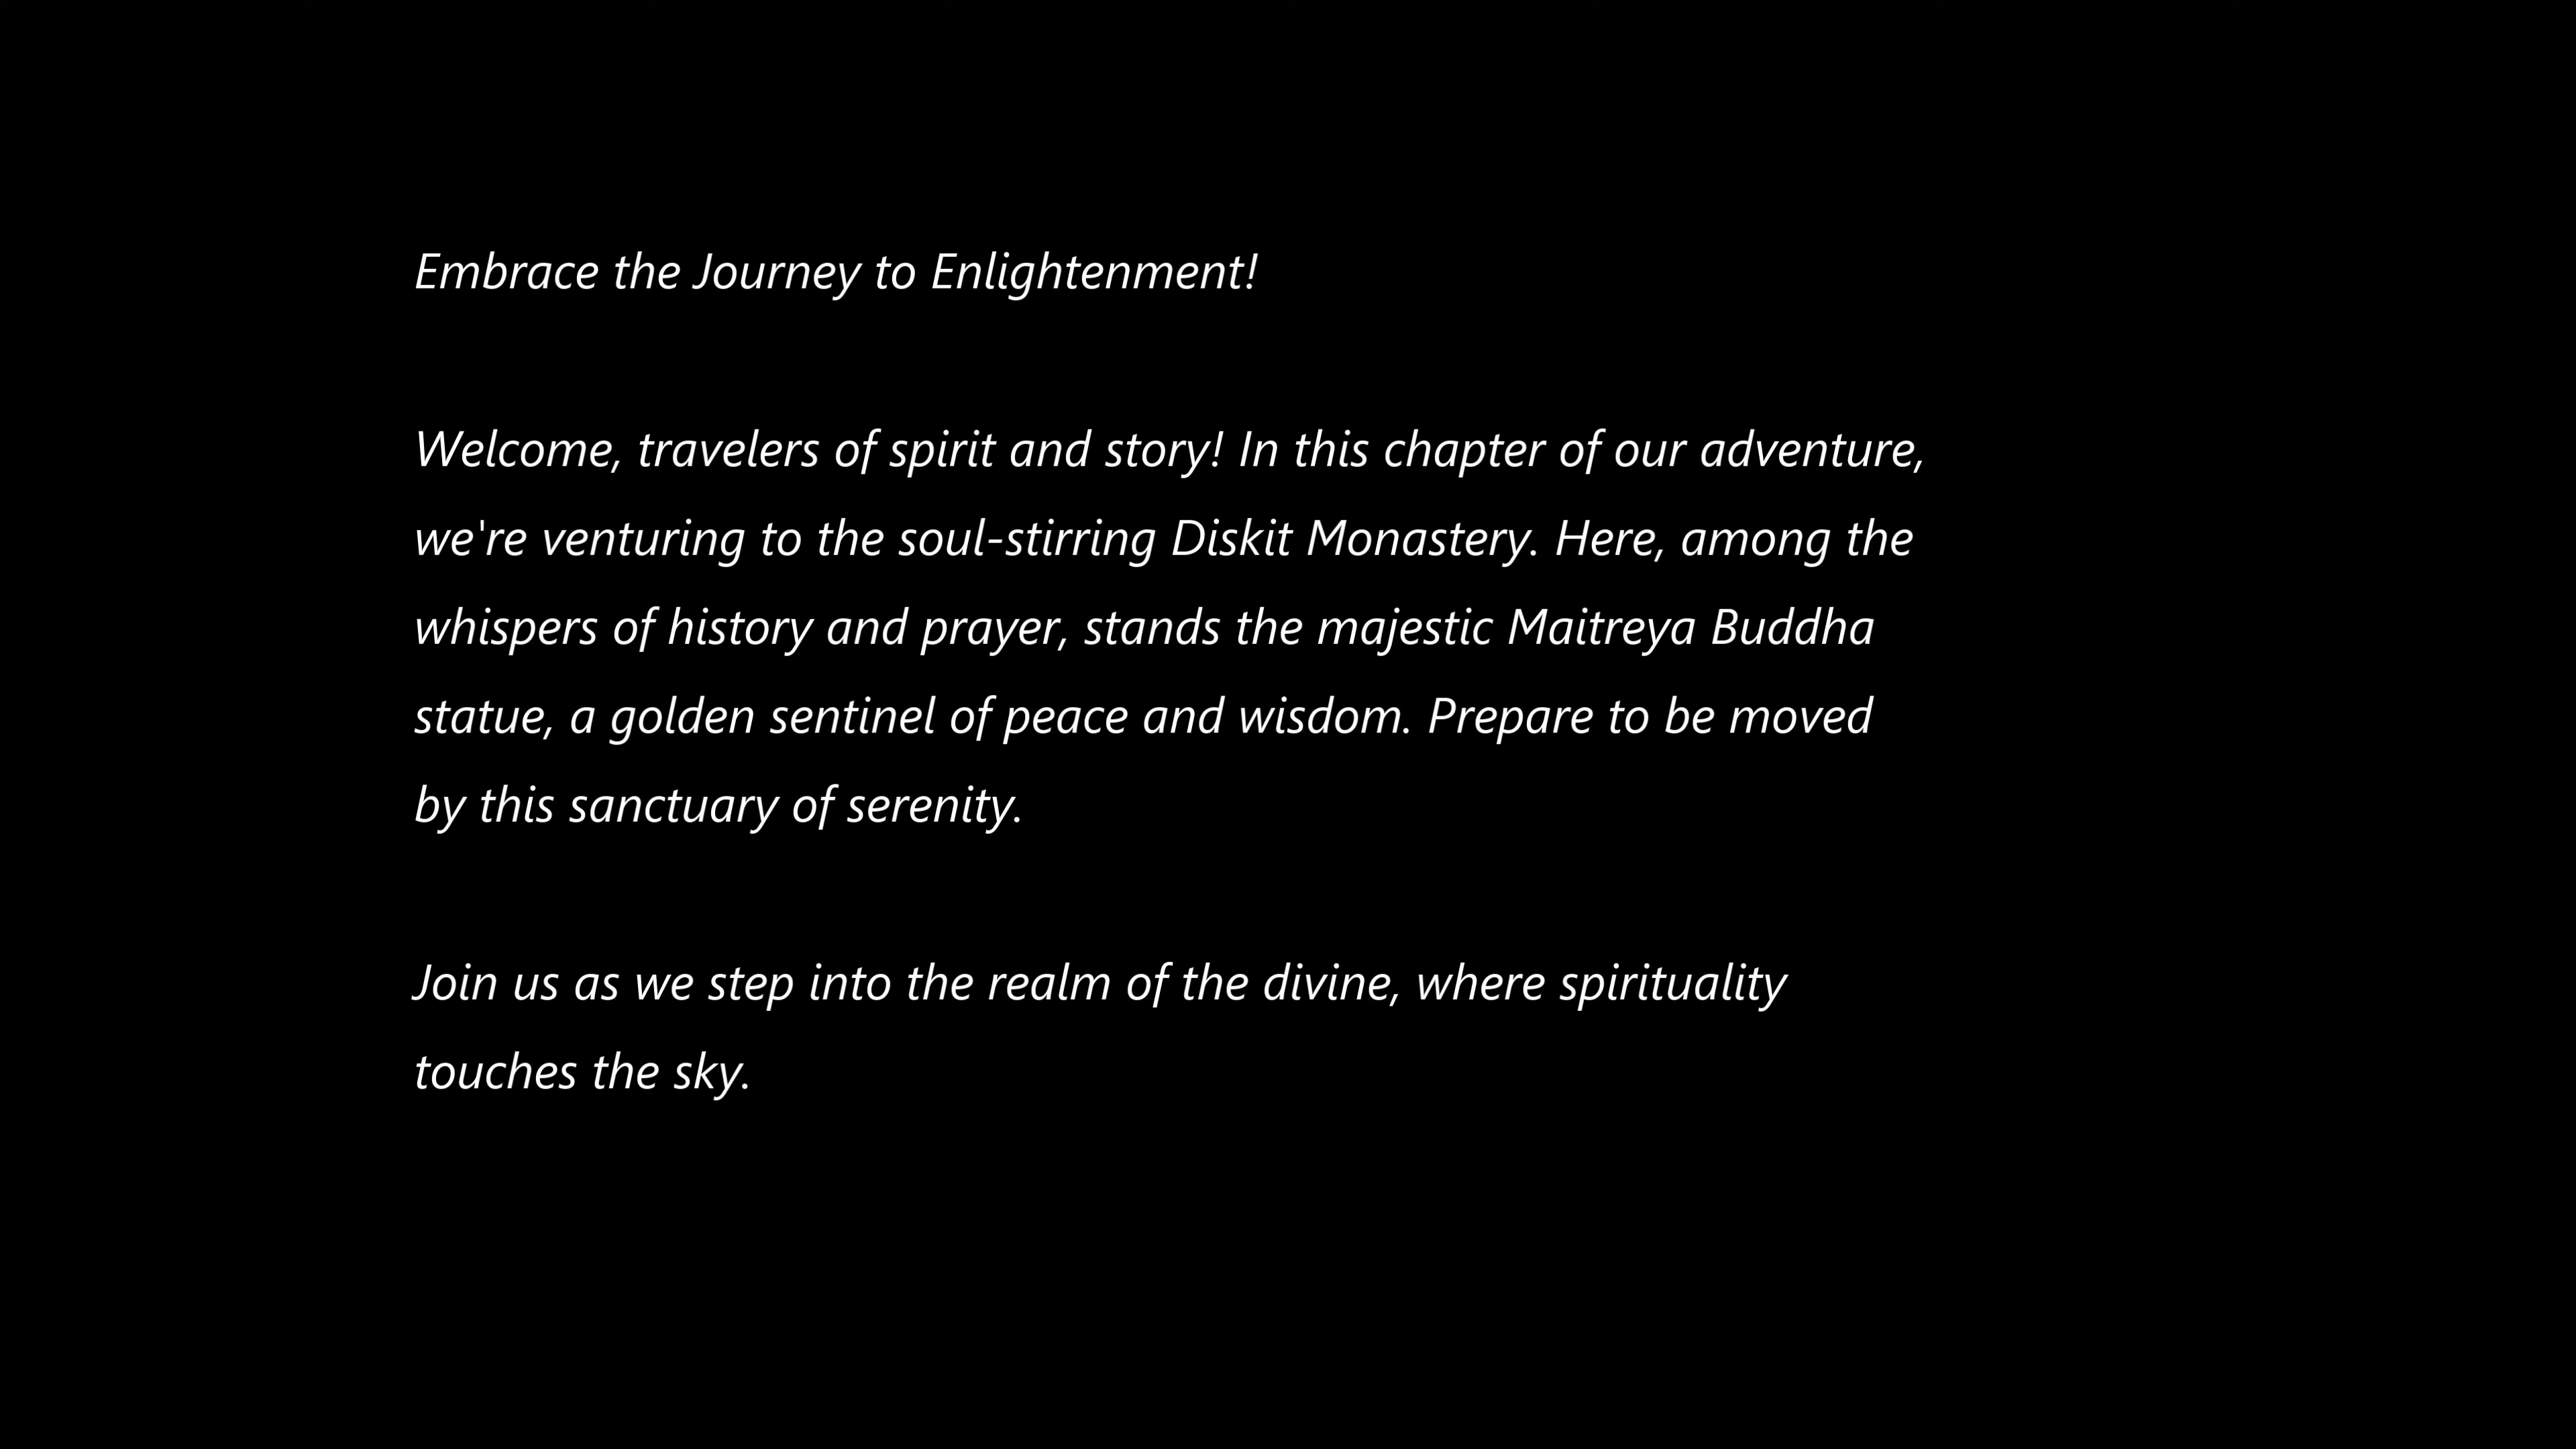 Embrace the Journey to Enlightenment!
Welcome, travelers of spirit and story! In this chapter of our adventure,
we're venturing to the soul-stirring Diskit Monastery. Here, among the
whispers of history and prayer, stands the majestic Maitreya Buddha
statue, a golden sentinel of peace and wisdom. Prepare to be moved
by this sanctuary of serenity.
Join us as we step into the realm of the divine, where spirituality
touches the sky.